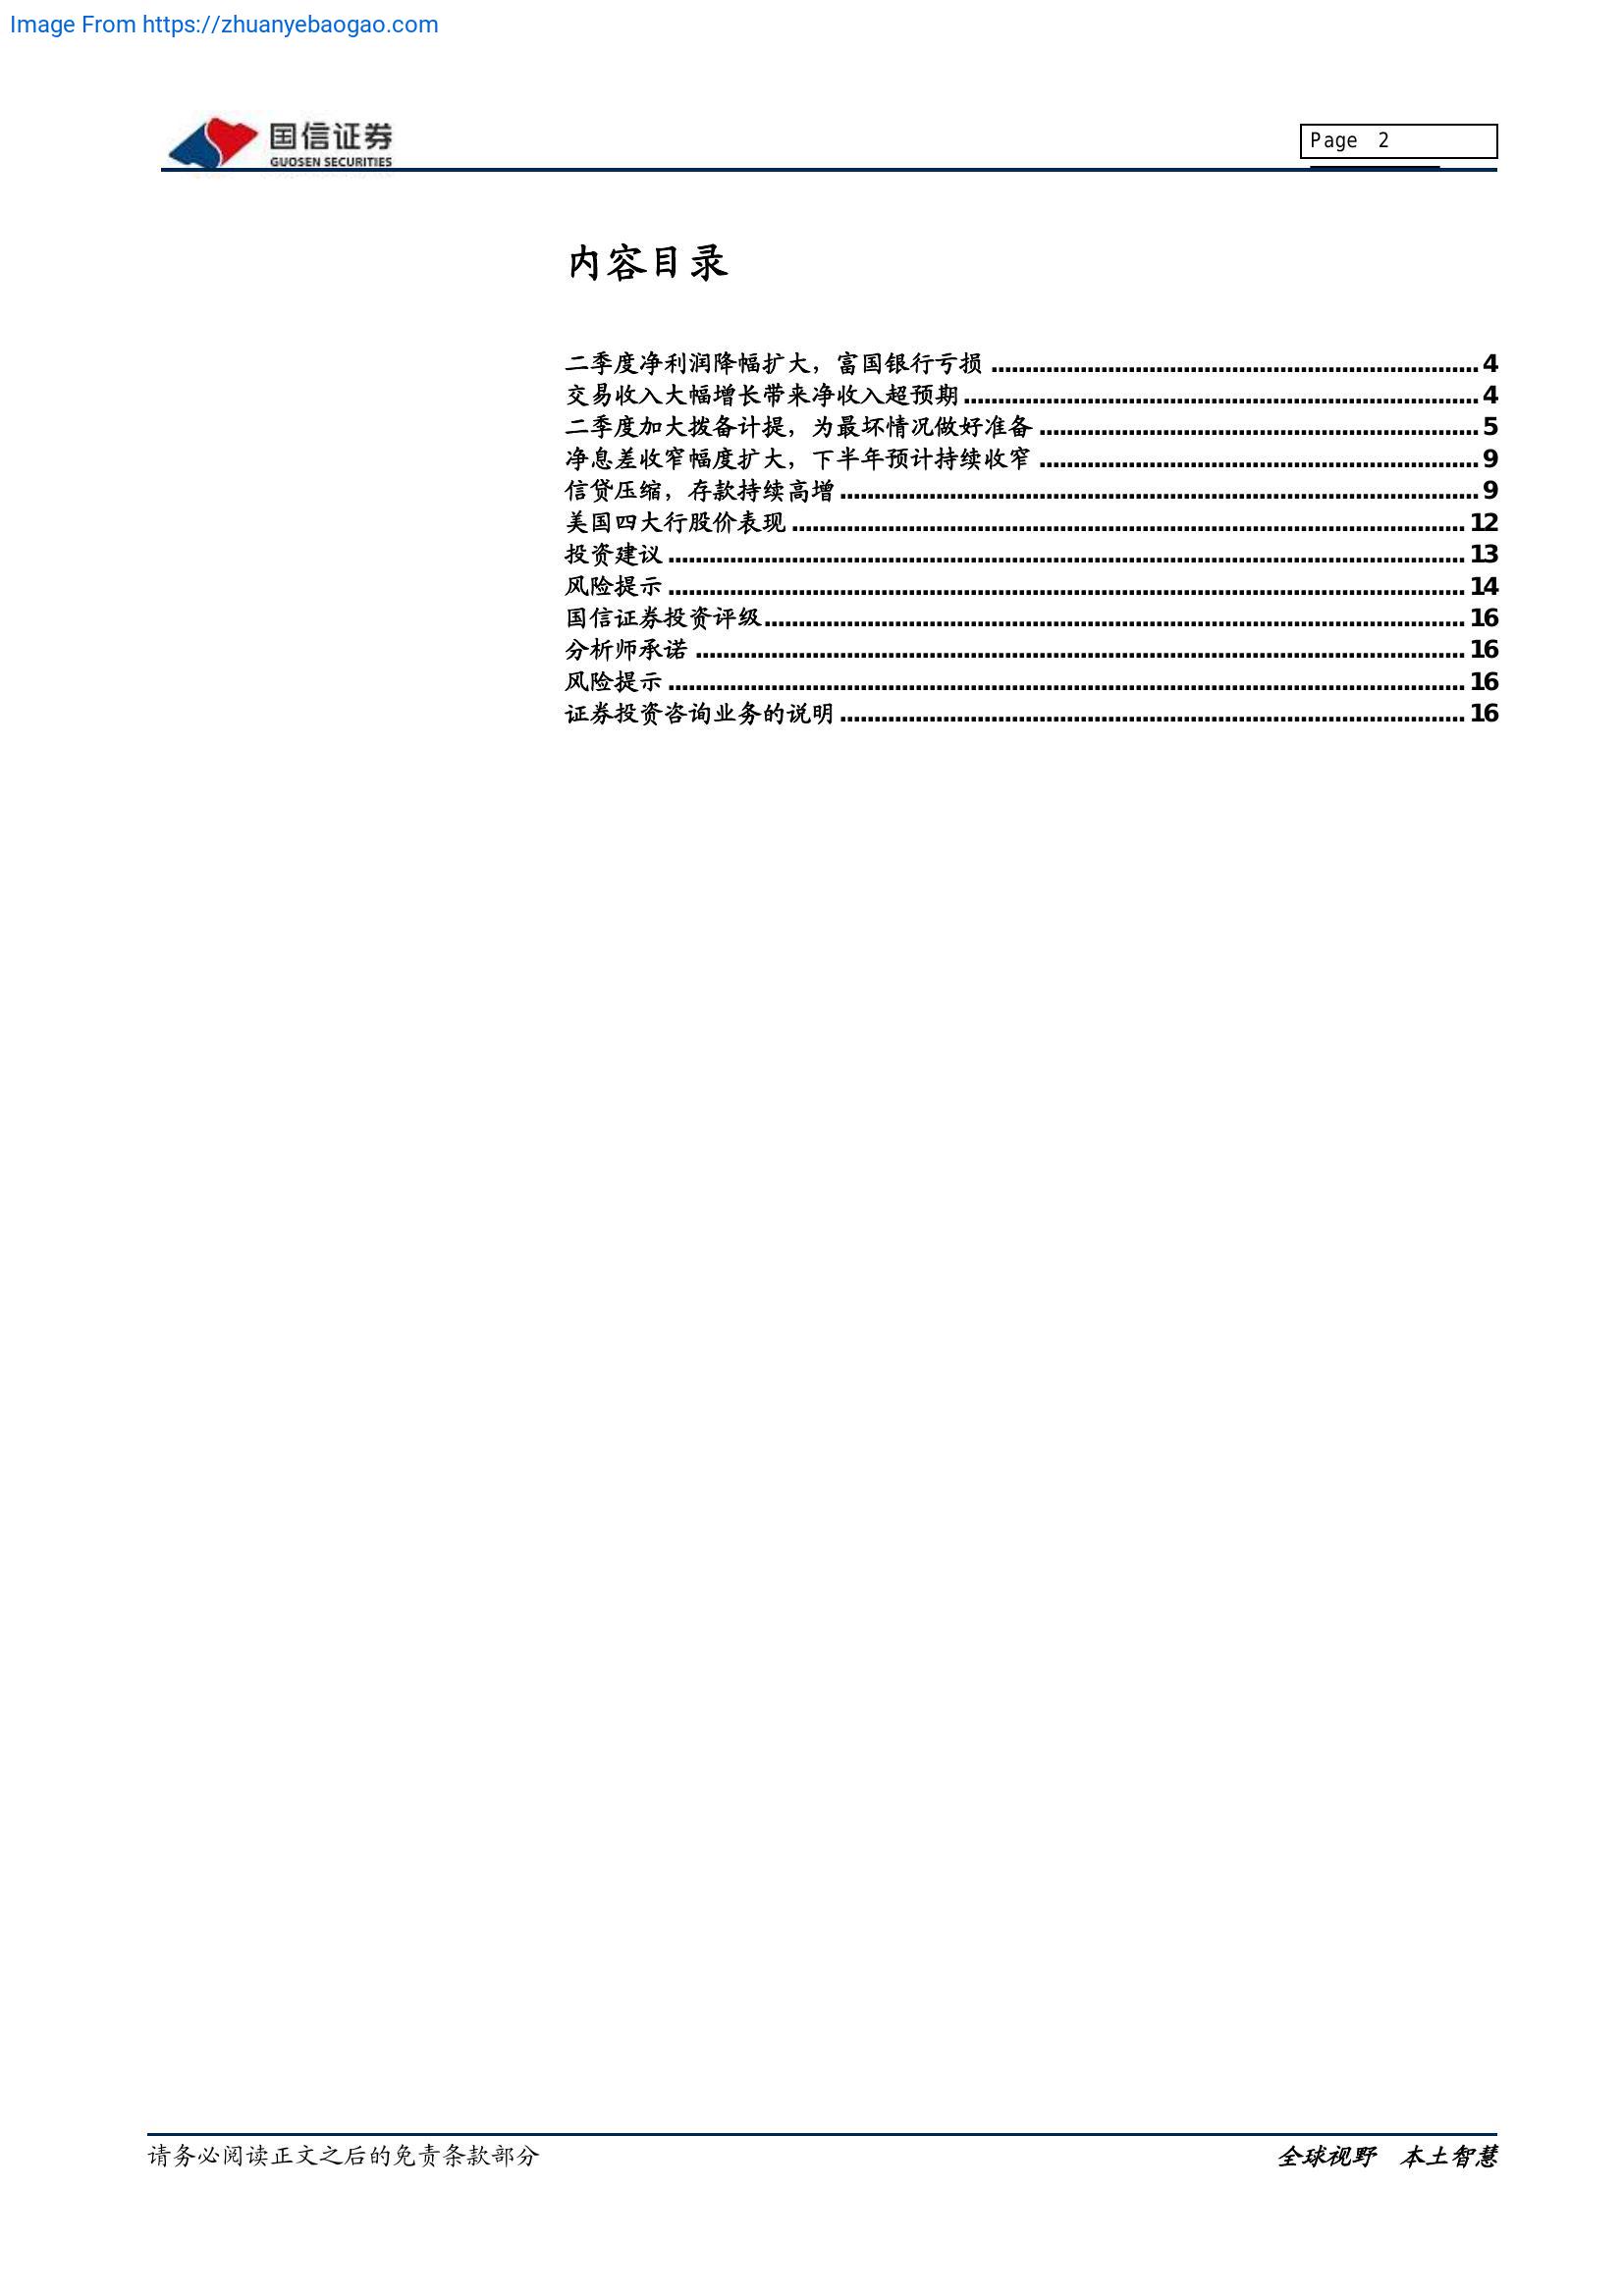 Image From https://zhuanyebaogao.com
国信证券
GUOSEN SECURITIES
Page 2
内容目录
二季度净利润降幅扩大，富国银行亏损 ........................................................................ 4
交易收入大幅增长带来净收入超预期 ............................................................................ 4
二季度加大拨备计提，为最坏情况做好准备 ................................................................. 5
净息差收窄幅度扩大，下半年预计持续收窄 ................................................................. 9
信贷压缩，存款持续高增 .............................................................................................. 9
美国四大行股价表现 ................................................................................................... 12
投资建议 ..................................................................................................................... 13
风险提示 ..................................................................................................................... 14
国信证券投资评级....................................................................................................... 16
分析师承诺 ................................................................................................................. 16
风险提示 ..................................................................................................................... 16
证券投资咨询业务的说明 ............................................................................................ 16
请务必阅读正文之后的免责条款部分
全球视野 本土智慧